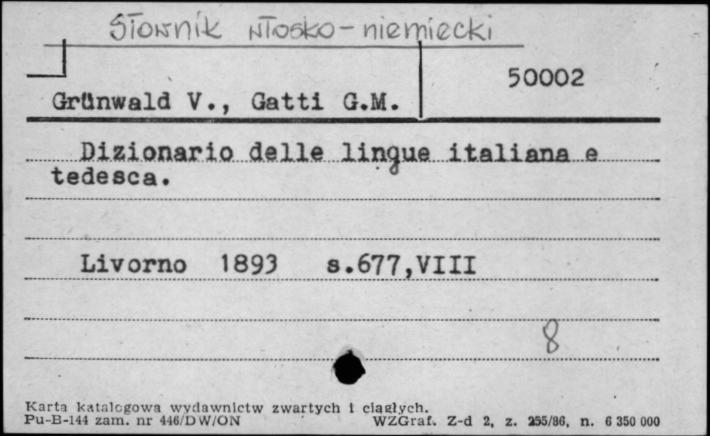 Słownik włosko-niemiecki
50002
Grünwald V., Gatti G.M.
Dizionario delle lingue italiana e
tedesca.
Livorno 1893 s.677,VIII
8
Karta katalogowa wydawnictw zwartych i ciągłych.
Pu-B-144 zam. nr 446/DW/ON WZGraf. Z-d 2, z. 255/86, n. 6 350 000